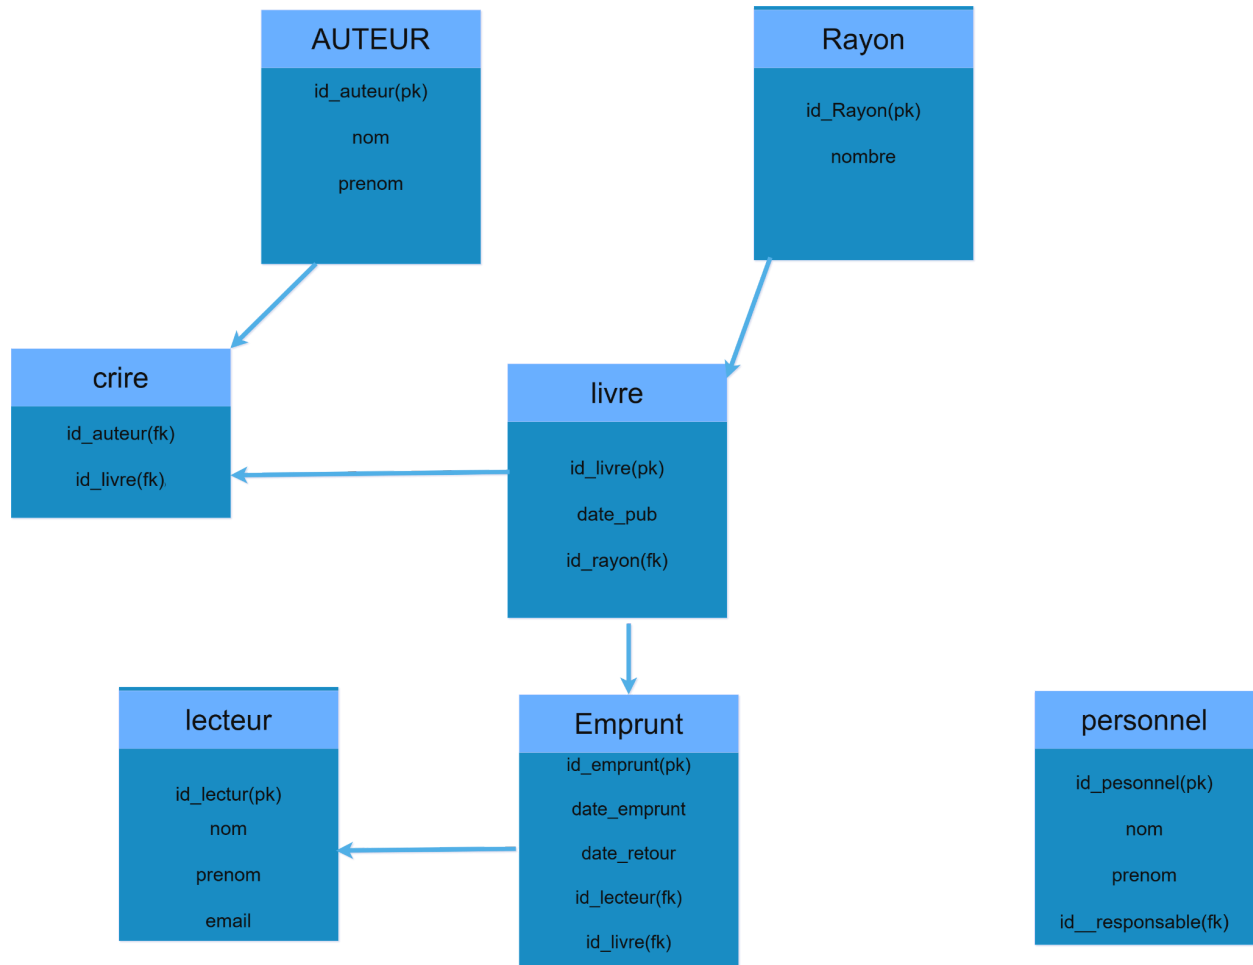 AUTEUR
id_auteur(pk)
nom
prenom
Rayon
id_Rayon(pk)
nombre
crire
id_auteur(fk)
id_livre(fk)
livre
id_livre(pk)
date_pub
id_rayon(fk)
lecteur
id_lectur(pk)
nom
prenom
email
Emprunt
id_emprunt(pk)
date_emprunt
date_retour
id_lecteur(fk)
id_livre(fk)
personnel
id_pesonnel(pk)
nom
prenom
id__responsable(fk)